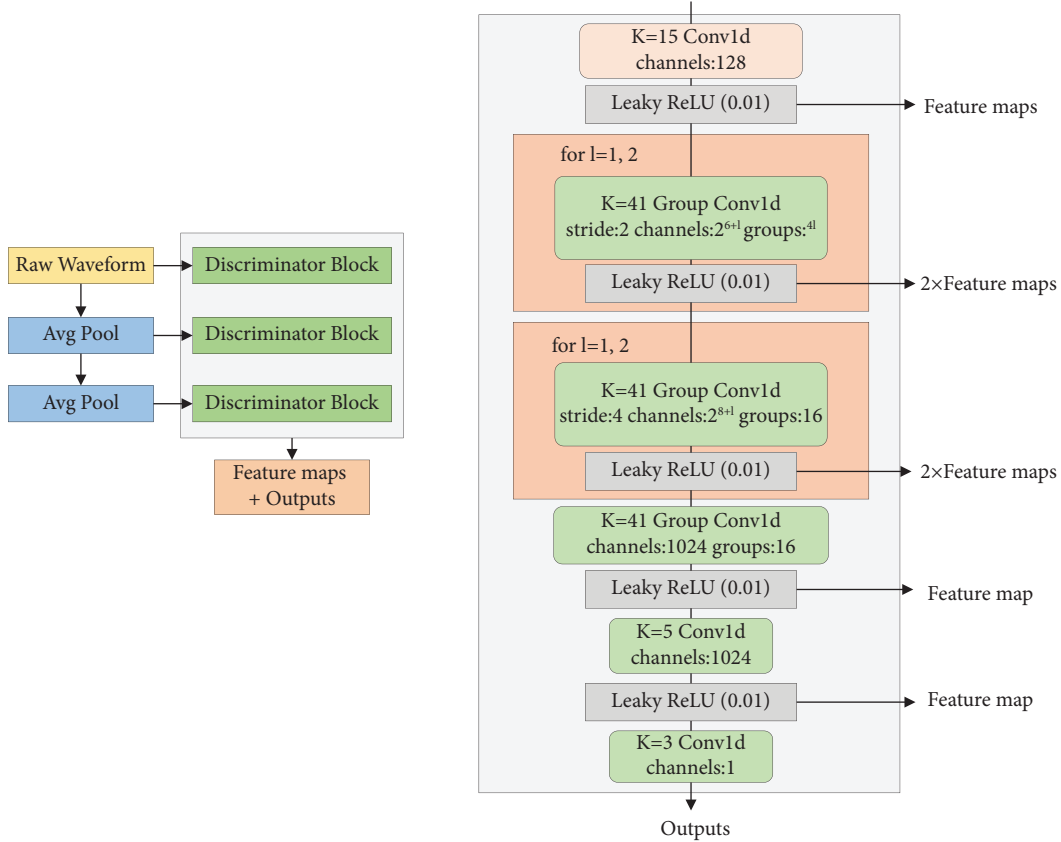 Raw Waveform
Discriminator Block
Avg Pool
Discriminator Block
Avg Pool
Discriminator Block
Feature maps
+ Outputs
K=15 Conv1d
channels:128
Leaky ReLU (0.01)
Feature maps
for l=1, 2
K=41 Group Conv1d
stride:2 channels:2⁶⁺ˡ groups:⁴ˡ
Leaky ReLU (0.01)
2×Feature maps
for l=1, 2
K=41 Group Conv1d
stride:4 channels:2⁸⁺ˡ groups:16
Leaky ReLU (0.01)
2×Feature maps
K=41 Group Conv1d
channels:1024 groups:16
Leaky ReLU (0.01)
Feature map
K=5 Conv1d
channels:1024
Leaky ReLU (0.01)
Feature map
K=3 Conv1d
channels:1
Outputs